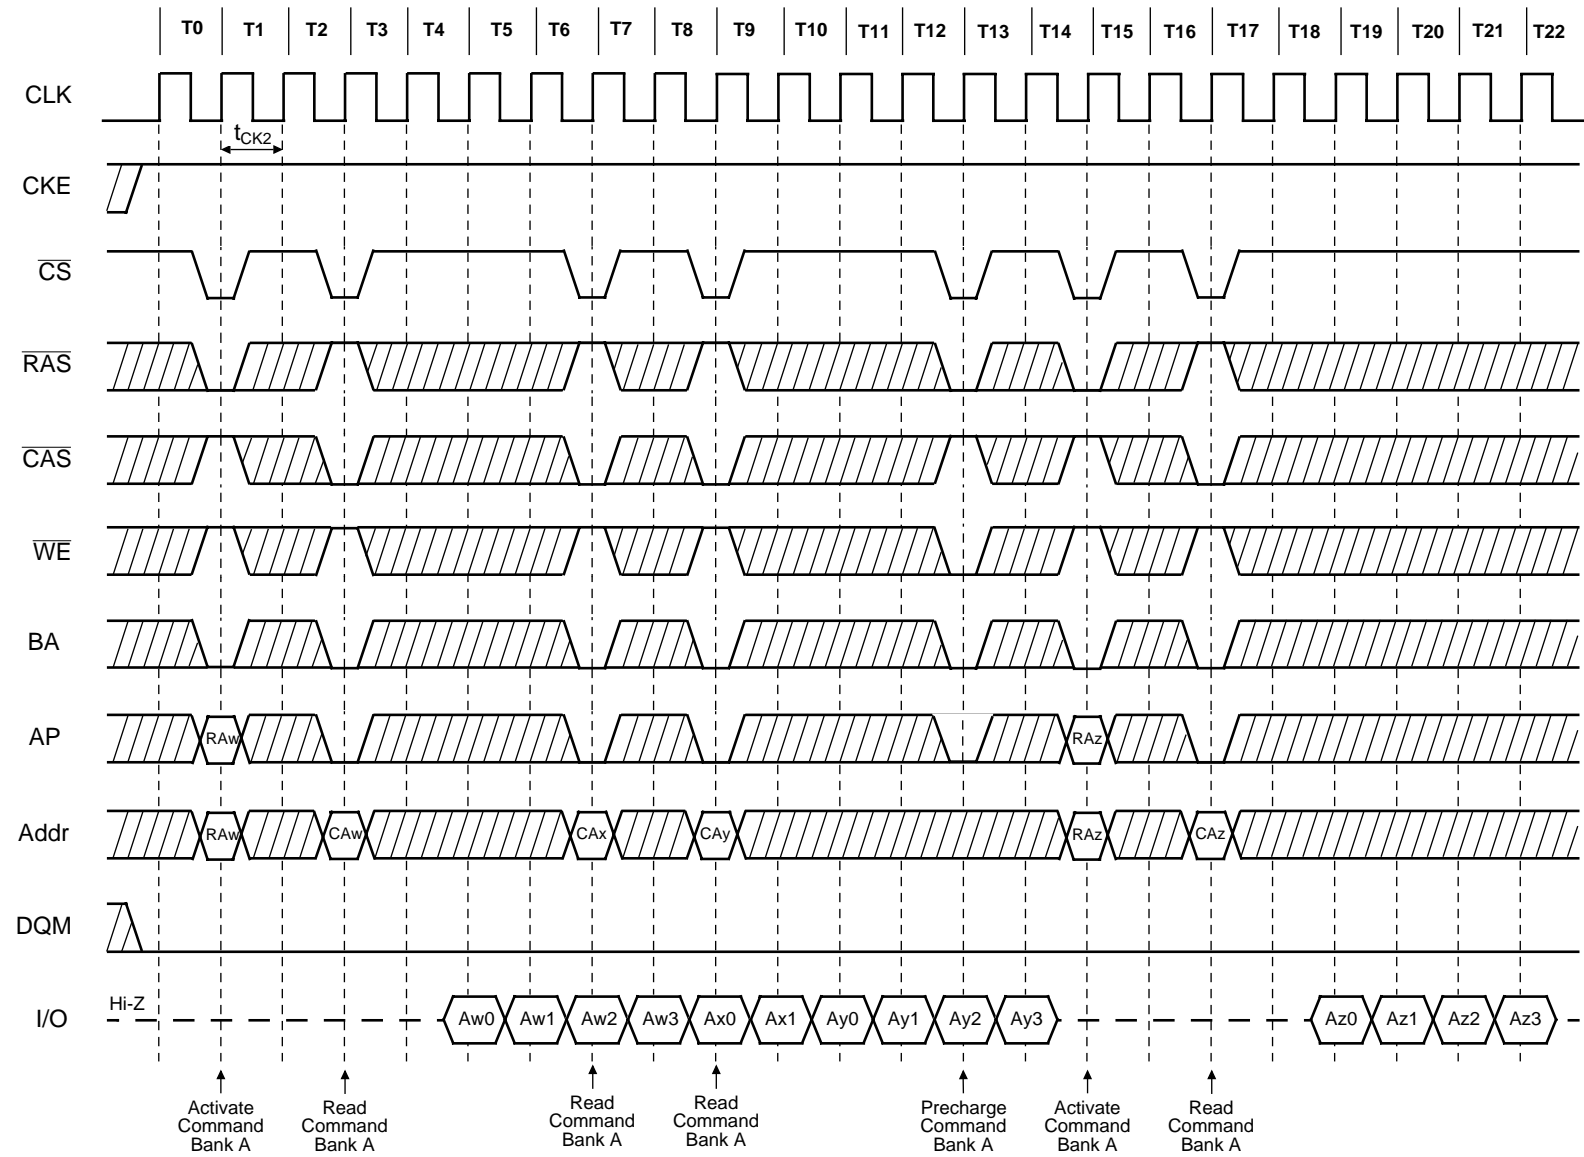 T0 T1 T2 T3 T4 T5 T6 T7 T8 T9 T10 T11 T12 T13 T14 T15 T16 T17 T18 T19 T20 T21 T22
CLK
tCK2
CKE
CS
RAS
CAS
WE
BA
AP RAw RAz
Addr RAw CAw CAx CAy RAz CAz
DQM
Hi-Z
I/O Aw0 Aw1 Aw2 Aw3 Ax0 Ax1 Ay0 Ay1 Ay2 Ay3 Az0 Az1 Az2 Az3
Activate
Command
Bank A
Read
Command
Bank A
Read
Command
Bank A
Read
Command
Bank A
Precharge
Command
Bank A
Activate
Command
Bank A
Read
Command
Bank A